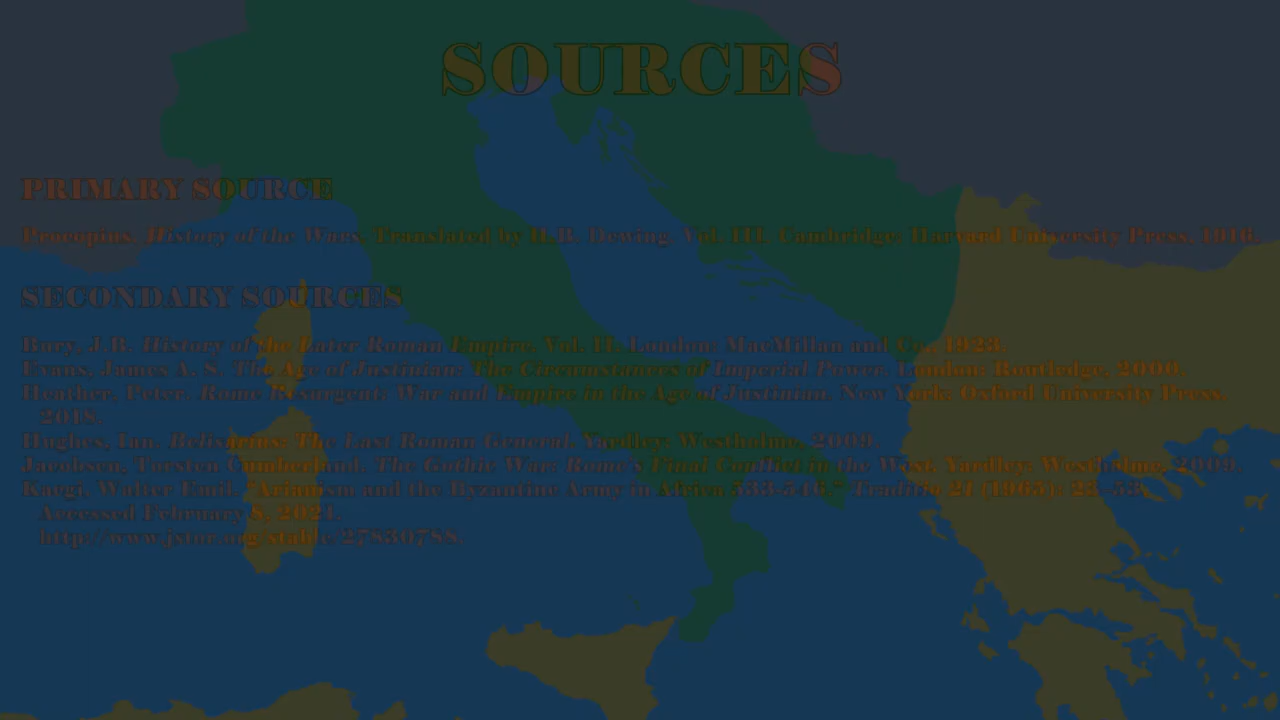 SOURCES
PRIMARY SOURCE
Procopius. History of the Wars. Translated by H.B. Dewing. Vol. III. Cambridge: Harvard University Press, 1916.
SECONDARY SOURCES
Bury, J.B. History of the Later Roman Empire. Vol. II. London: MacMillan and Co., 1923.
Evans, James A. S. The Age of Justinian: The Circumstances of Imperial Power. London: Routledge, 2000.
Heather, Peter. Rome Resurgent: War and Empire in the Age of Justinian. New York: Oxford University Press,
2018.
Hughes, Ian. Belisarius: The Last Roman General. Yardley: Westholme, 2009.
Jacobsen, Torsten Cumberland. The Gothic War: Rome's Final Conflict in the West. Yardley: Westholme, 2009.
Kaegi, Walter Emil. "Arianism and the Byzantine Army in Africa 533-546." Traditio 21 (1965): 23-53.
Accessed February 8, 2021.
http://www.jstor.org/stable/27830788.